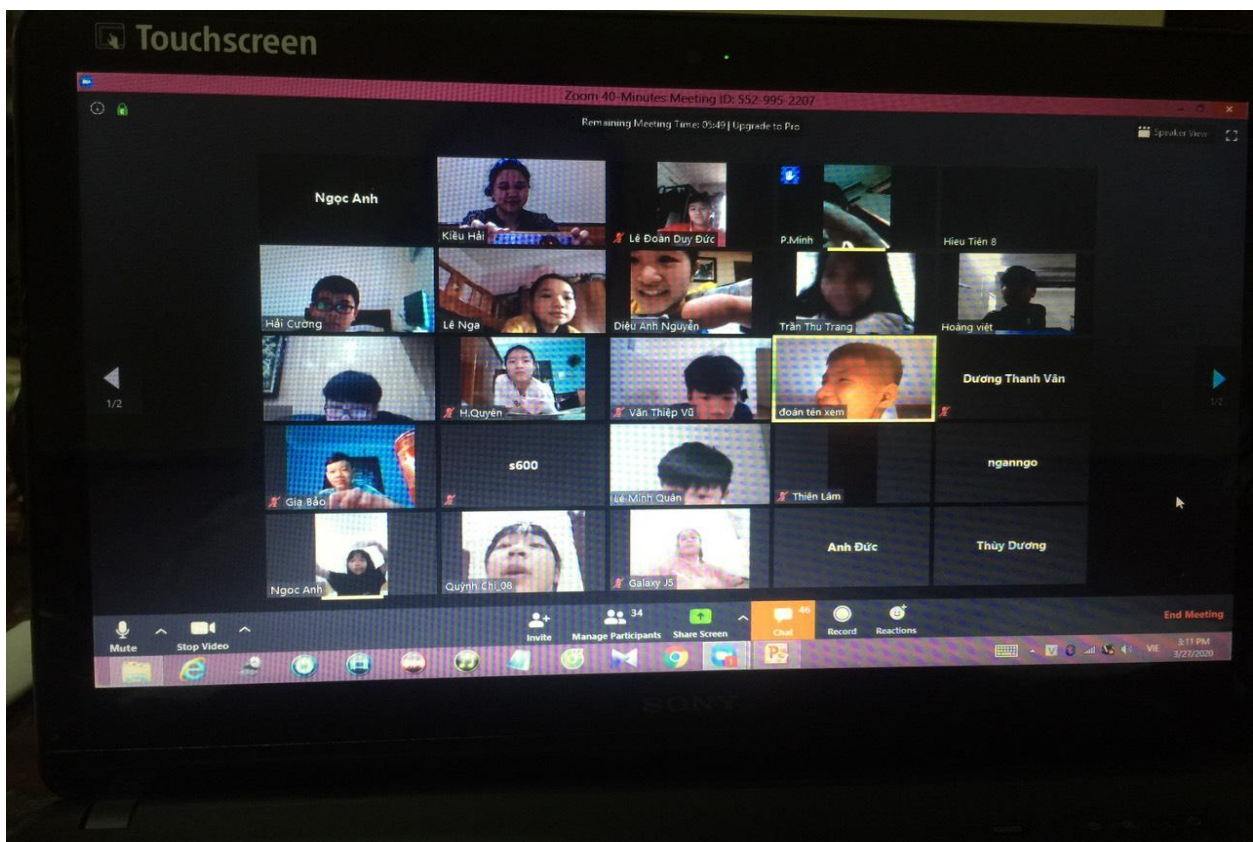 Touchscreen
Zoom 40-Minutes Meeting ID: 552-995-2207
Remaining Meeting Time: 05:49 | Upgrade to Pro
Speaker View
Ngọc Anh
Kiều Hải
Lê Đoàn Duy Đức
P.Minh
Hieu Tiên 8
Hải Cường
Lê Nga
Diệu Anh Nguyễn
Trần Thu Trang
Hoàng việt
H.Quyên
Văn Thiệp Vũ
đoán tên xem
Dương Thanh Vân
1/2
1/2
Gia Bảo
s600
Lê Minh Quân
Thiên Lâm
nganngo
Ngoc Anh
Quỳnh Chi_08
Galaxy J5
Anh Đức
Thùy Dương
Mute
Stop Video
Invite
Manage Participants
34
Share Screen
Chat
46
Record
Reactions
End Meeting
VIE
3:11 PM
3/27/2020
SONY